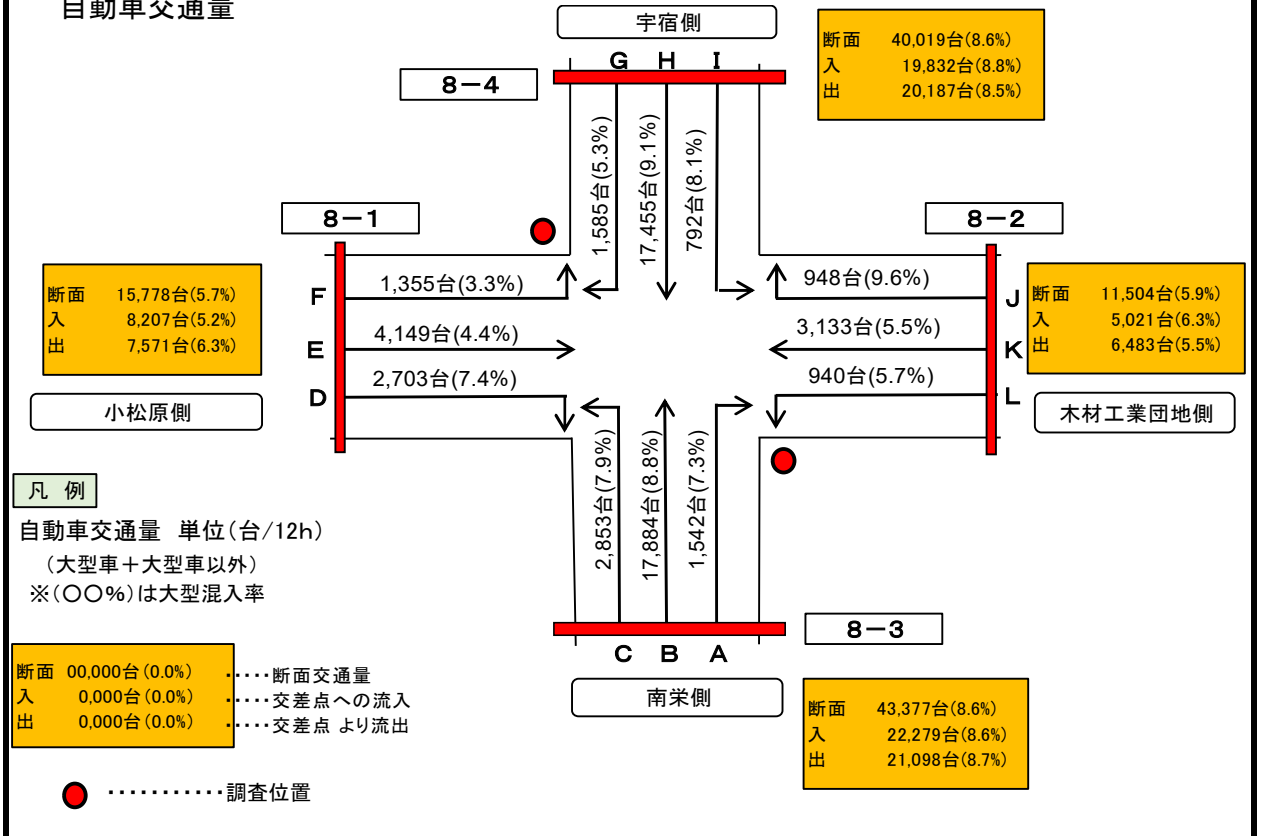 自動車交通量
宇宿側
断面 40,019台(8.6%)
入 19,832台(8.8%)
出 20,187台(8.5%)
G H I
8-4
1,585台(5.3%)
17,455台(9.1%)
792台(8.1%)
8-1
8-2
断面 15,778台(5.7%)
入 8,207台(5.2%)
出 7,571台(6.3%)
小松原側
F
1,355台(3.3%)
E
4,149台(4.4%)
D
2,703台(7.4%)
948台(9.6%)
J
3,133台(5.5%)
K
940台(5.7%)
L
断面 11,504台(5.9%)
入 5,021台(6.3%)
出 6,483台(5.5%)
木材工業団地側
2,853台(7.9%)
17,884台(8.8%)
1,542台(7.3%)
凡 例
自動車交通量 単位(台/12h)
(大型車+大型車以外)
※(〇〇%)は大型混入率
8-3
C B A
南栄側
断面 43,377台(8.6%)
入 22,279台(8.6%)
出 21,098台(8.7%)
断面 00,000台(0.0%) ・・・・・断面交通量
入 0,000台(0.0%) ・・・・・交差点への流入
出 0,000台(0.0%) ・・・・・交差点 より流出
・・・・・・・・・・・調査位置